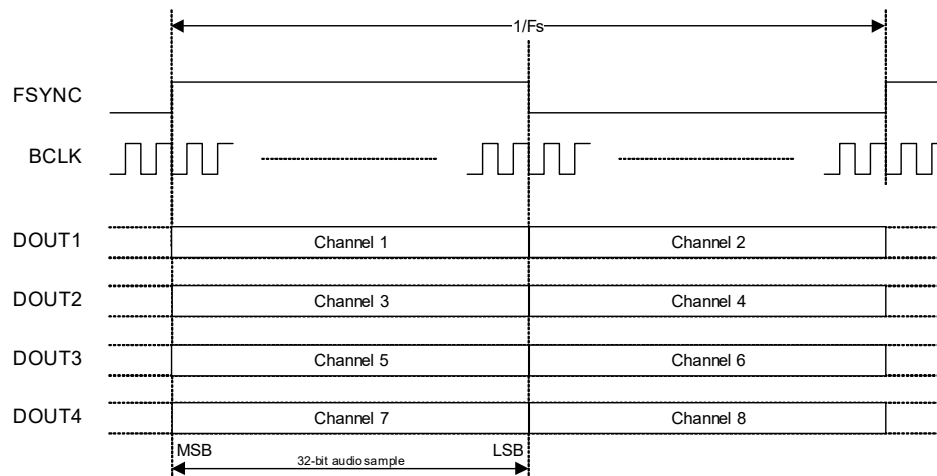 1/Fs
FSYNC
BCLK
DOUT1 Channel 1 Channel 2
DOUT2 Channel 3 Channel 4
DOUT3 Channel 5 Channel 6
DOUT4 Channel 7 Channel 8
MSB LSB
32-bit audio sample